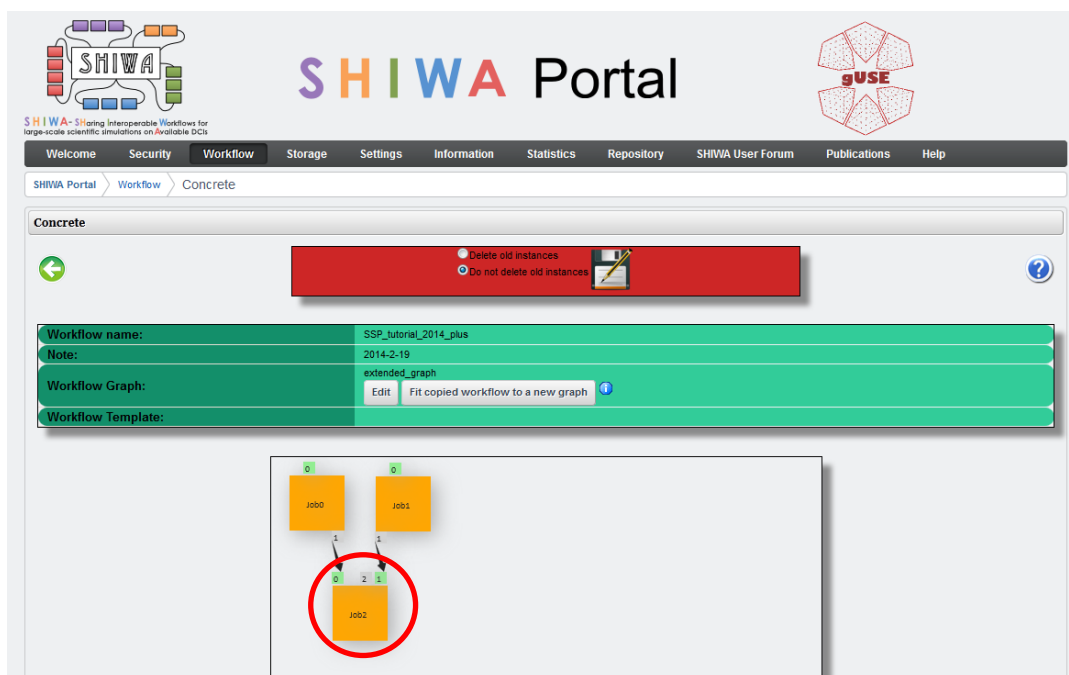 SHIWA
SHIWA - SHaring Interoperable Workflows for
large-scale scientific simulations on Available DCIs
SHIWA Portal
gUSE
Welcome Security Workflow Storage Settings Information Statistics Repository SHIWA User Forum Publications Help
SHIWA Portal Workflow Concrete
Concrete
Delete old instances
Do not delete old instances
?
Workflow name: SSP_tutorial_2014_plus
Note: 2014-2-19
Workflow Graph: extended_graph
Edit Fit copied workflow to a new graph i
Workflow Template:
0 0
Job0 Job1
1 1
0 2 1
Job2